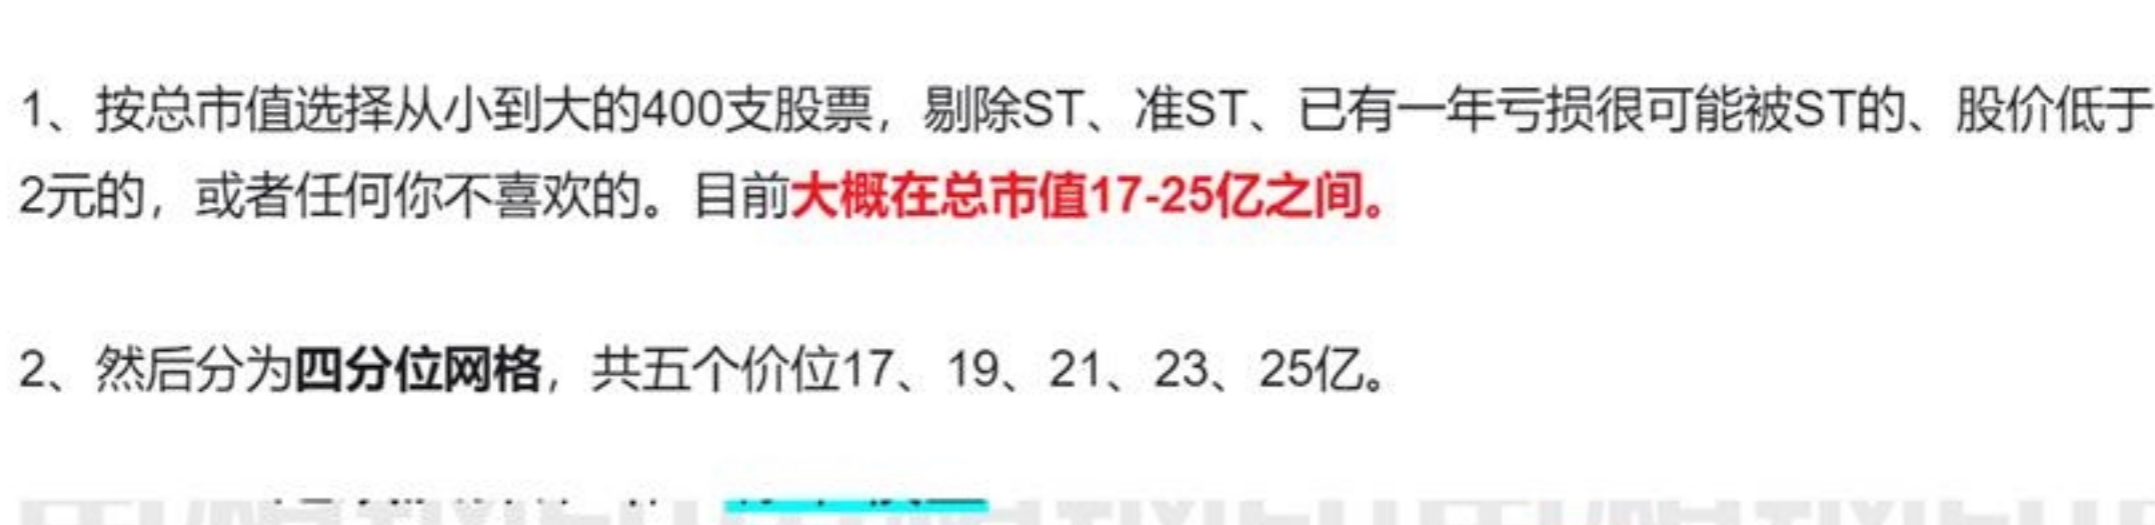 1、按总市值选择从小到大的400支股票，剔除ST、准ST、已有一年亏损很可能被ST的、股价低于
2元的，或者任何你不喜欢的。目前大概在总市值17-25亿之间。
2、然后分为四分位网格，共五个价位17、19、21、23、25亿。